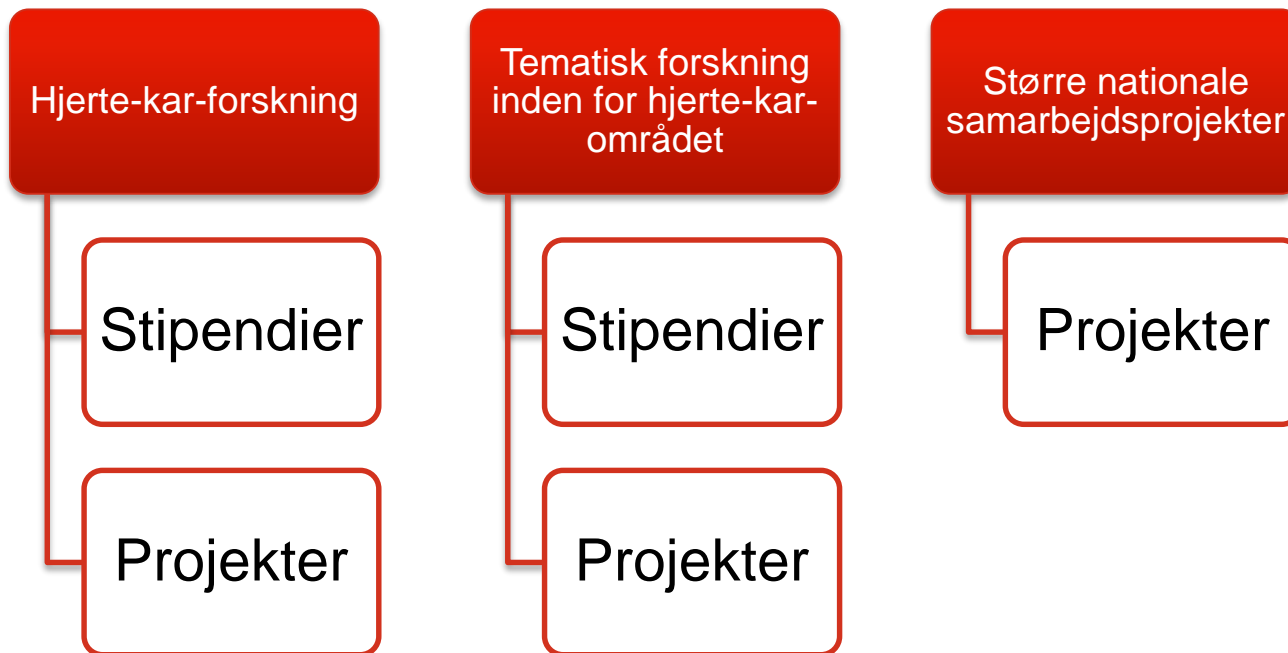 Hjerte-kar-forskning
Stipendier
Projekter
Tematisk forskning
inden for hjerte-kar-
området
Stipendier
Projekter
Større nationale
samarbejdsprojekter
Projekter